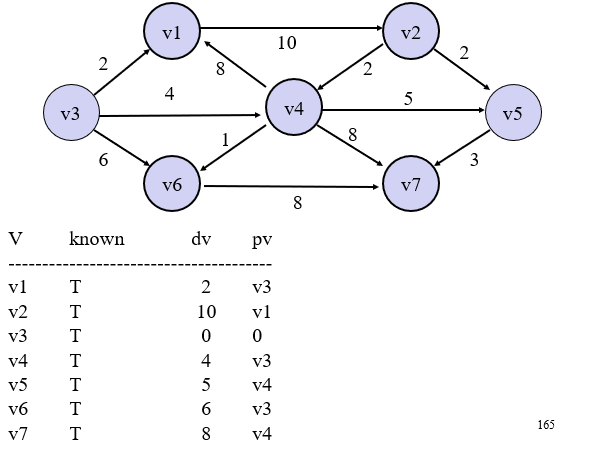 v1
10
v2
2
8
2
2
4
v3
v4
5
v5
6
1
8
3
v6
8
v7
V known dv pv
---------------------------------------
v1 T 2 v3
v2 T 10 v1
v3 T 0 0
v4 T 4 v3
v5 T 5 v4
v6 T 6 v3
v7 T 8 v4
165